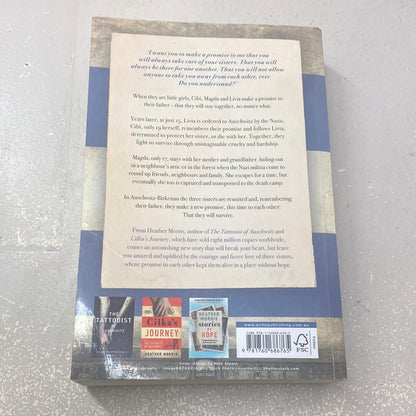 'I want you to make a promise to me that you
will always take care of your sisters. That you will
always be there for one another. That you will not allow
anyone to take you away from each other, ever.
Do you understand?'
When they are little girls, Cibi, Magda and Livia make a promise to
their father – that they will stay together, no matter what.
Years later, at just 15, Livia is ordered to Auschwitz by the Nazis.
Cibi, only 19 herself, remembers their promise and follows Livia,
determined to protect her sister, or die with her. Together, they
fight to survive through unimaginable cruelty and hardship.
Magda, only 17, stays with her mother and grandfather, hiding out
in a neighbour's attic or in the forest when the Nazi militia come to
round up friends, neighbours and family. She escapes for a time, but
eventually she too is captured and transported to the death camp.
In Auschwitz-Birkenau the three sisters are reunited and, remembering
their father, they make a new promise, this time to each other:
That they will survive.
From Heather Morris, author of The Tattooist of Auschwitz and
Cilka's Journey, which have sold eight million copies worldwide,
comes an astonishing new story that will break your heart, but leave
you amazed and uplifted by the courage and fierce love of three sisters,
whose promise to each other kept them alive in a place without hope.
THE
TATTOOIST
Cilka's
JOURNEY
HEATHER MORRIS
HEATHER
MORRIS
stories
of
HOPE
www.echopublishing.com.au
Fiction
FSC
9 781760 686765
design by Nick Stearn
Shutterstock.com